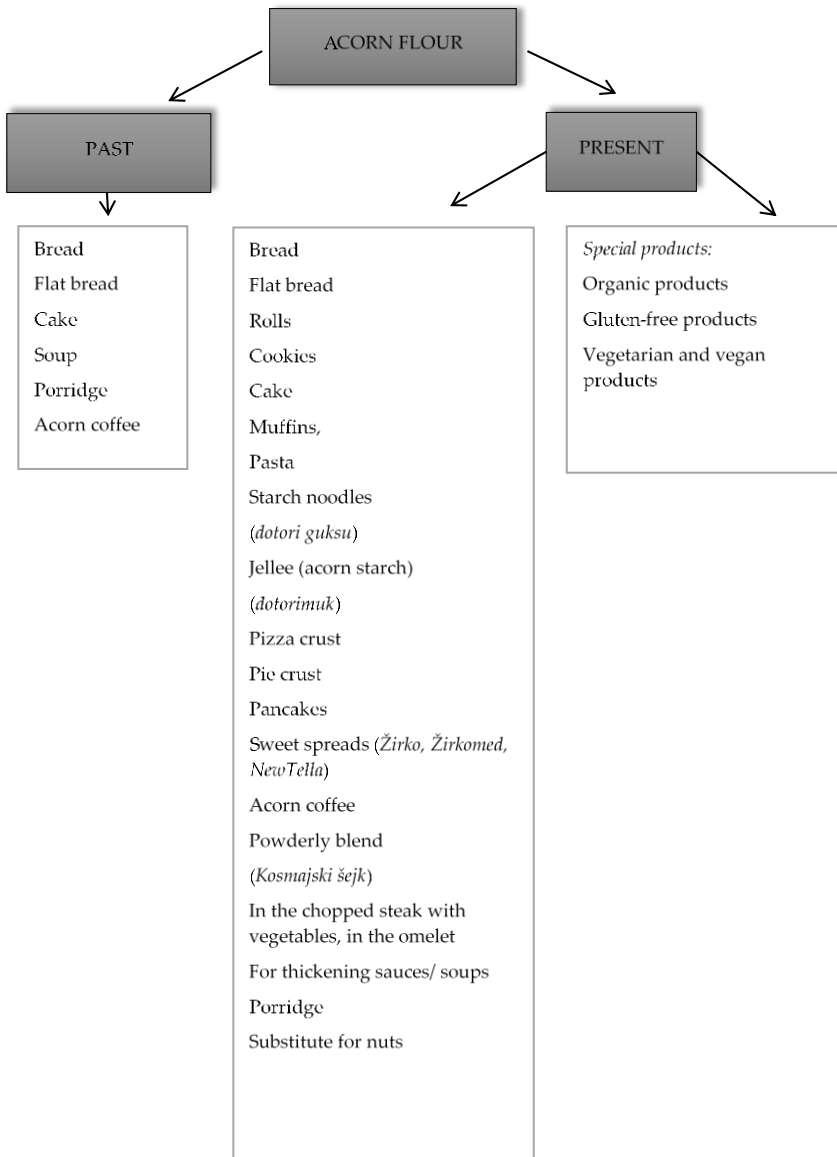 ACORN FLOUR
PAST
PRESENT
Bread
Flat bread
Cake
Soup
Porridge
Acorn coffee
Bread
Flat bread
Rolls
Cookies
Cake
Muffins,
Pasta
Starch noodles
(dotori guksu)
Jellee (acorn starch)
(dotorimuk)
Pizza crust
Pie crust
Pancakes
Sweet spreads (Žirko, Žirkomed,
NewTella)
Acorn coffee
Powderly blend
(Kosmajski šejk)
In the chopped steak with
vegetables, in the omelet
For thickening sauces/ soups
Porridge
Substitute for nuts
Special products:
Organic products
Gluten-free products
Vegetarian and vegan
products